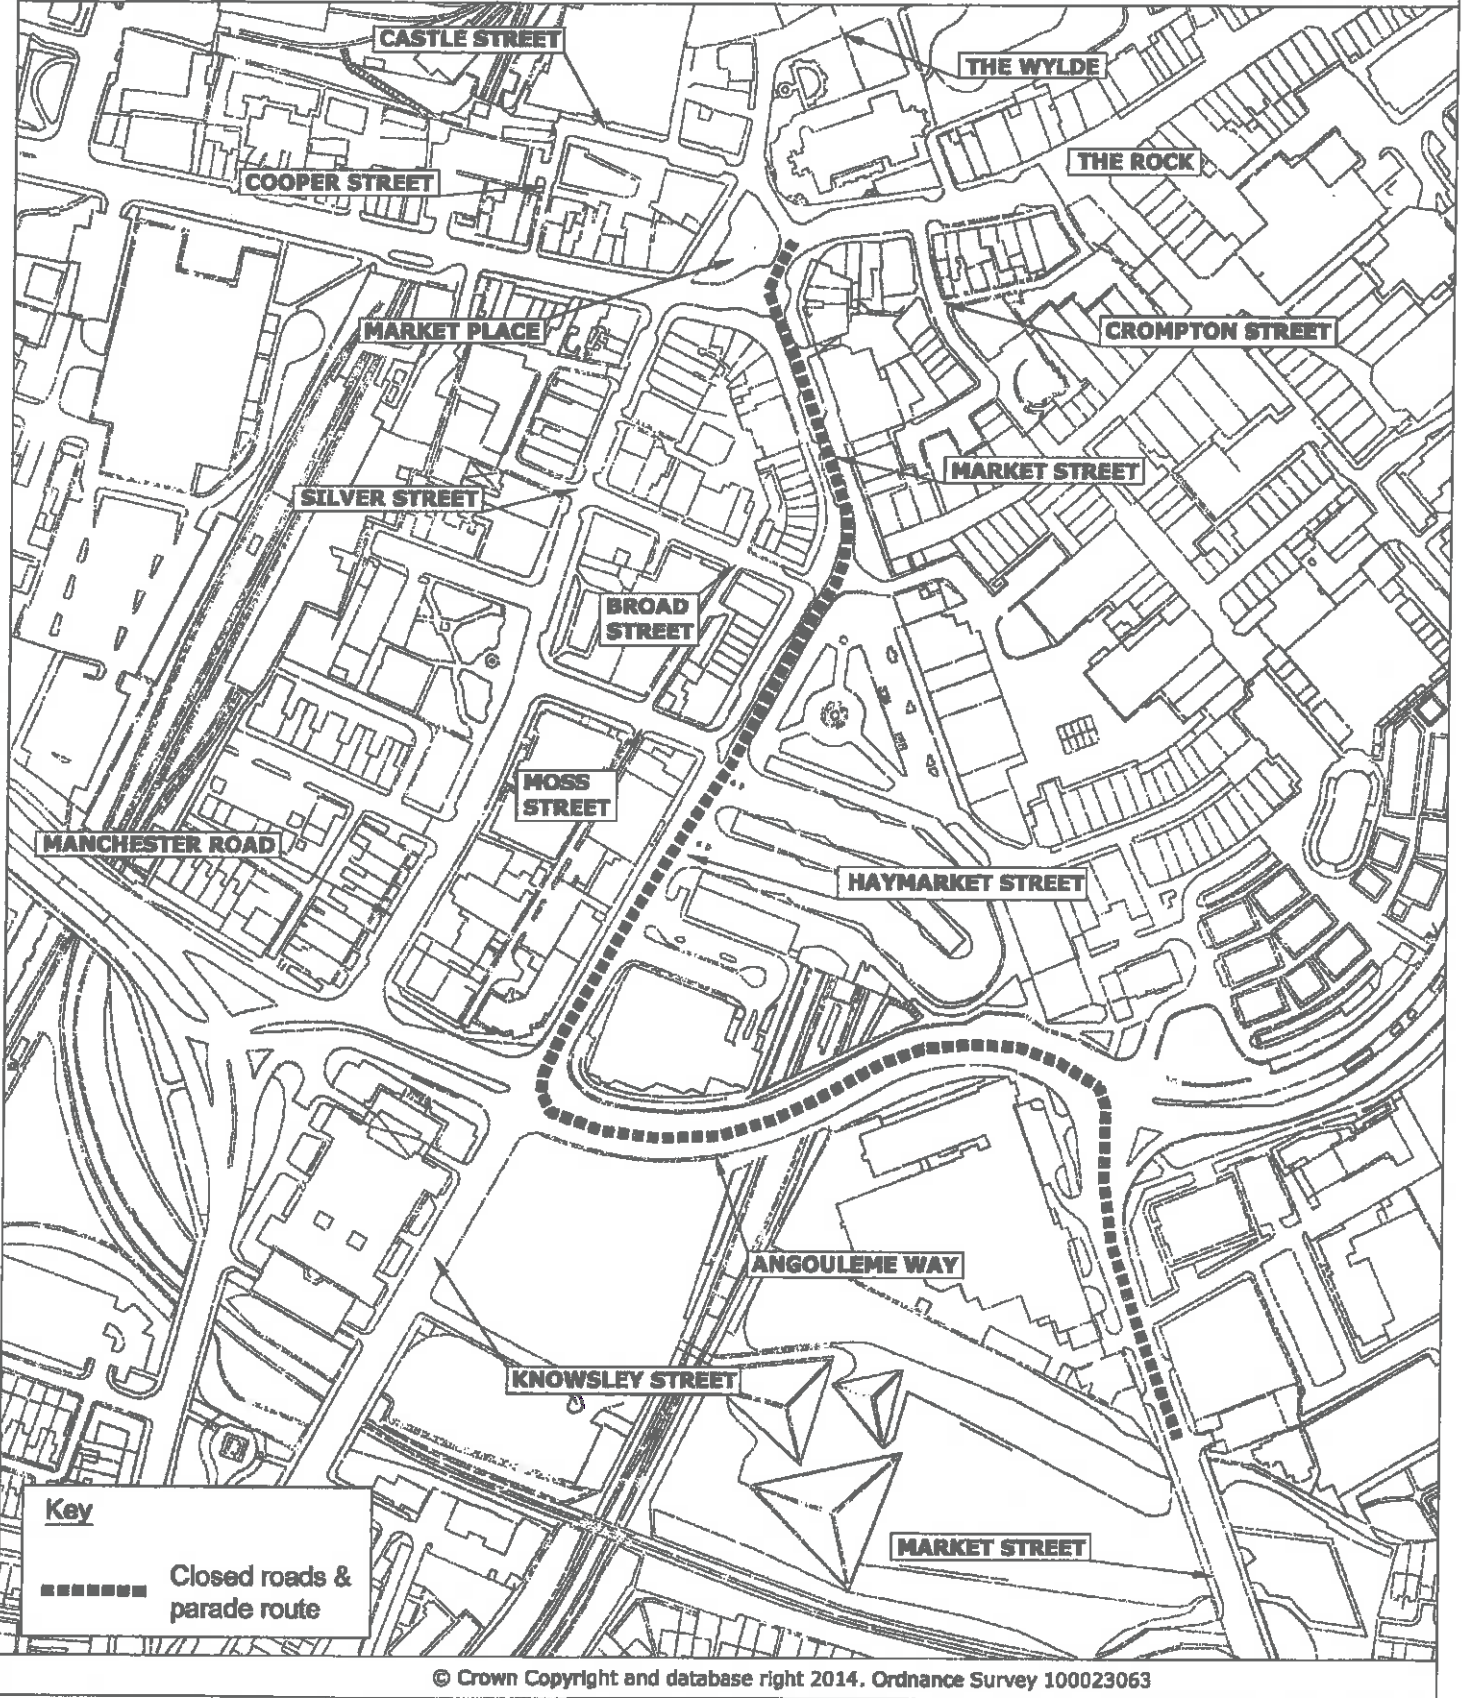 CASTLE STREET
THE WYLDE
THE ROCK
COOPER STREET
MARKET PLACE
CROMPTON STREET
MARKET STREET
SILVER STREET
BROAD
STREET
MOSS
STREET
MANCHESTER ROAD
HAYMARKET STREET
ANGOULEME WAY
KNOWSLEY STREET
MARKET STREET
Key
Closed roads &
parade route
© Crown Copyright and database right 2014. Ordnance Survey 100023063